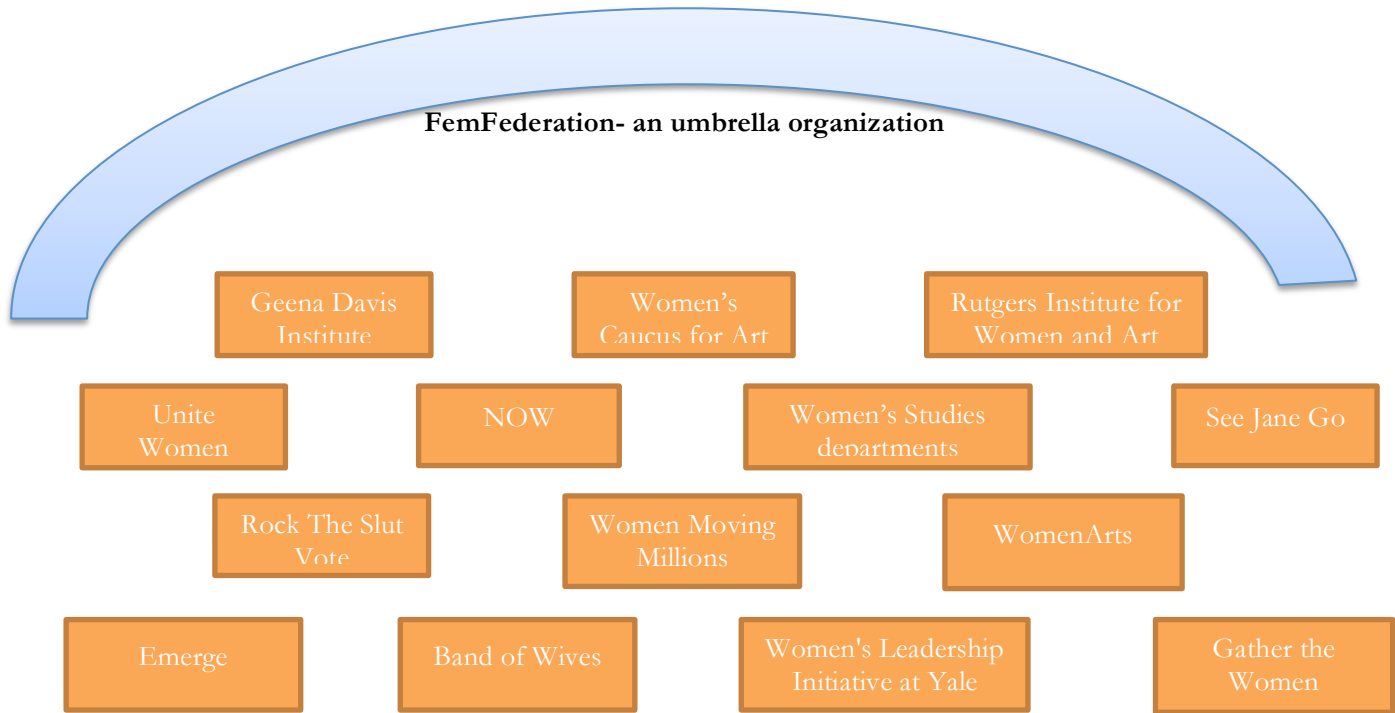 FemFederation- an umbrella organization
Geena Davis
Institute
Women’s
Caucus for Art
Rutgers Institute for
Women and Art
Unite
Women
NOW
Women’s Studies
departments
See Jane Go
Rock The Slut
Vote
Women Moving
Millions
WomenArts
Emerge
Band of Wives
Women's Leadership
Initiative at Yale
Gather the
Women